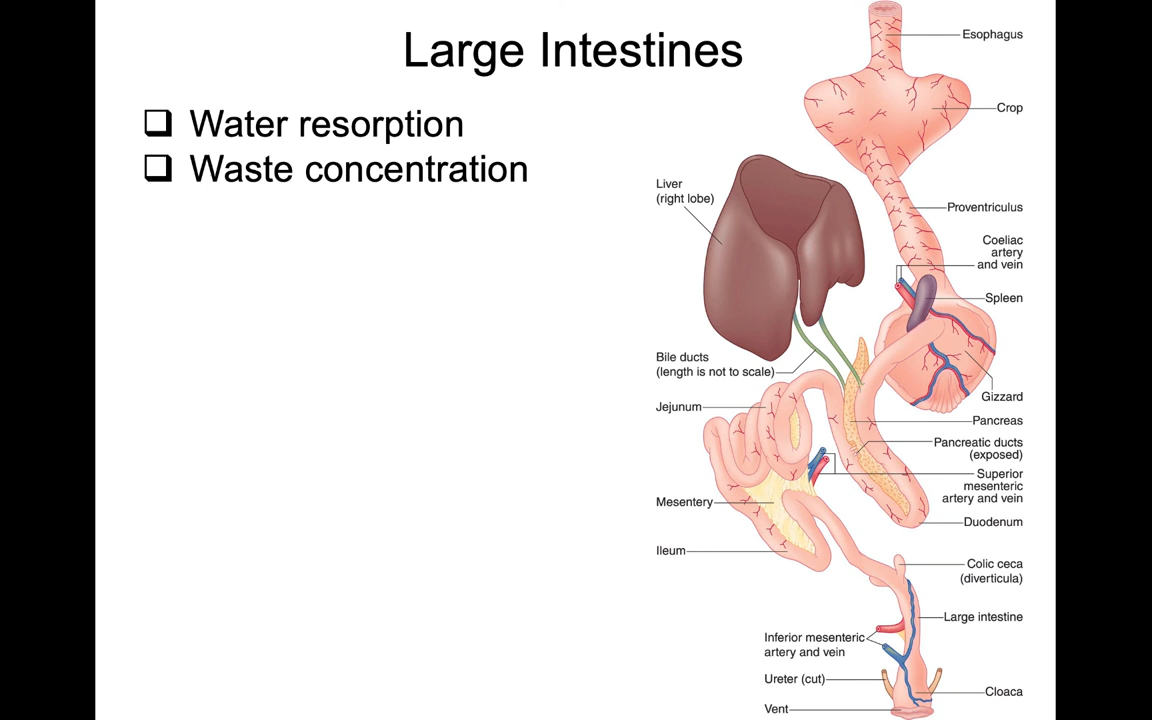 Large Intestines
❑ Water resorption
❑ Waste concentration
Esophagus
Crop
Liver
(right lobe)
Proventriculus
Coeliac
artery
and vein
Spleen
Bile ducts
(length is not to scale)
Gizzard
Jejunum
Pancreas
Pancreatic ducts
(exposed)
Superior
mesenteric
artery and vein
Mesentery
Duodenum
Ileum
Colic ceca
(diverticula)
Large intestine
Inferior mesenteric
artery and vein
Ureter (cut)
Cloaca
Vent